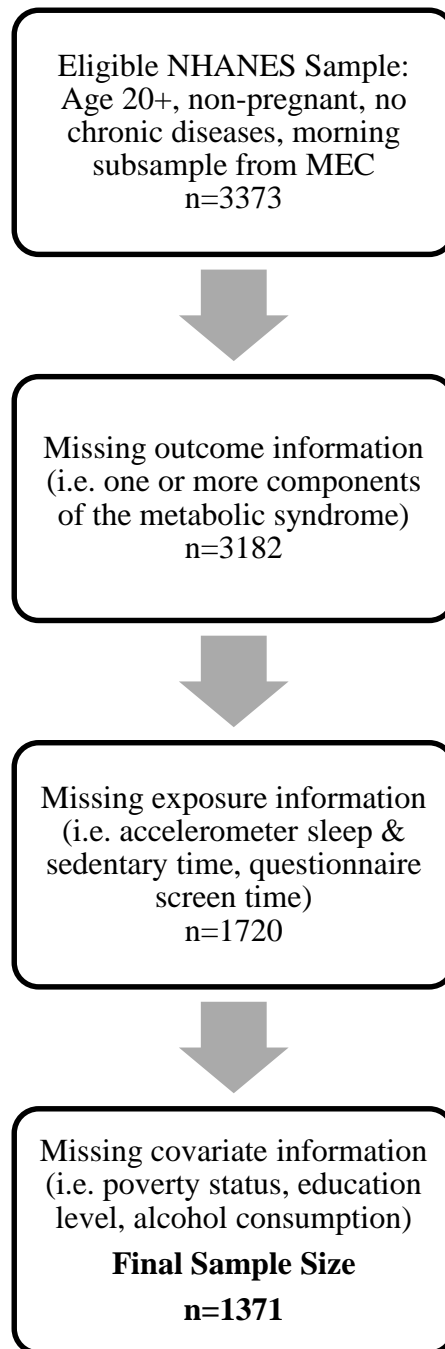 Eligible NHANES Sample:
Age 20+, non-pregnant, no
chronic diseases, morning
subsample from MEC
n=3373
Missing outcome information
(i.e. one or more components
of the metabolic syndrome)
n=3182
Missing exposure information
(i.e. accelerometer sleep &
sedentary time, questionnaire
screen time)
n=1720
Missing covariate information
(i.e. poverty status, education
level, alcohol consumption)
Final Sample Size
n=1371